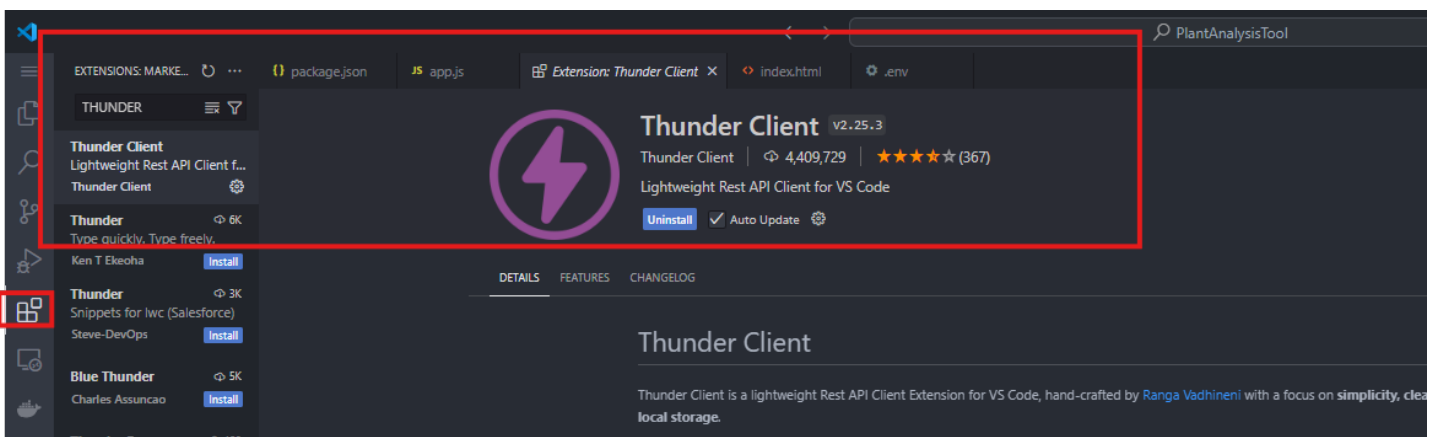 PlantAnalysisTool
EXTENSIONS: MARKE...
{} package.json
JS app.js
Extension: Thunder Client
index.html
.env
THUNDER
Thunder Client
Lightweight Rest API Client f...
Thunder Client
Thunder 6K
Type quickly. Type freely.
Ken T Ekeoha Install
Thunder 3K
Snippets for lwc (Salesforce)
Steve-DevOps Install
Blue Thunder 5K
Charles Assuncao Install
Thunder Client v2.25.3
Thunder Client 4,409,729 (367)
Lightweight Rest API Client for VS Code
Uninstall Auto Update
DETAILS FEATURES CHANGELOG
Thunder Client
Thunder Client is a lightweight Rest API Client Extension for VS Code, hand-crafted by Ranga Vadhineni with a focus on simplicity, clea
local storage.